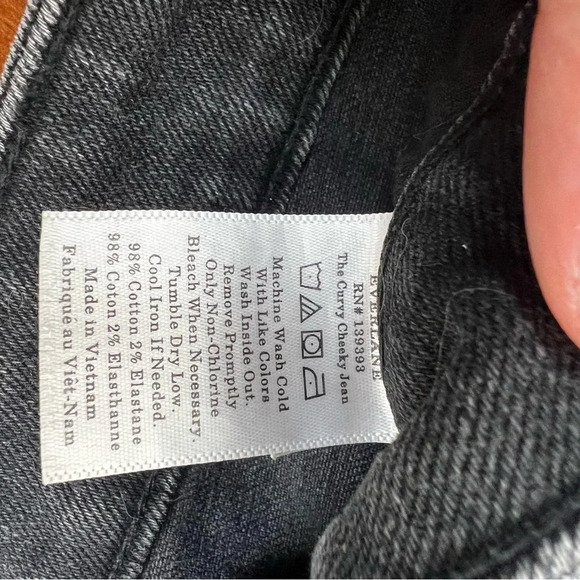 EVERLANE
RN# 139393
The Curvy Cheeky Jean
Machine Wash Cold
With Like Colors
Wash Inside Out.
Remove Promptly
Only Non-Chlorine
Bleach When Necessary.
Tumble Dry Low.
Cool Iron If Needed
98% Cotton 2% Elastane
98% Coton 2% Elasthanne
Made in Vietnam
Fabriqué au Viêt-Nam